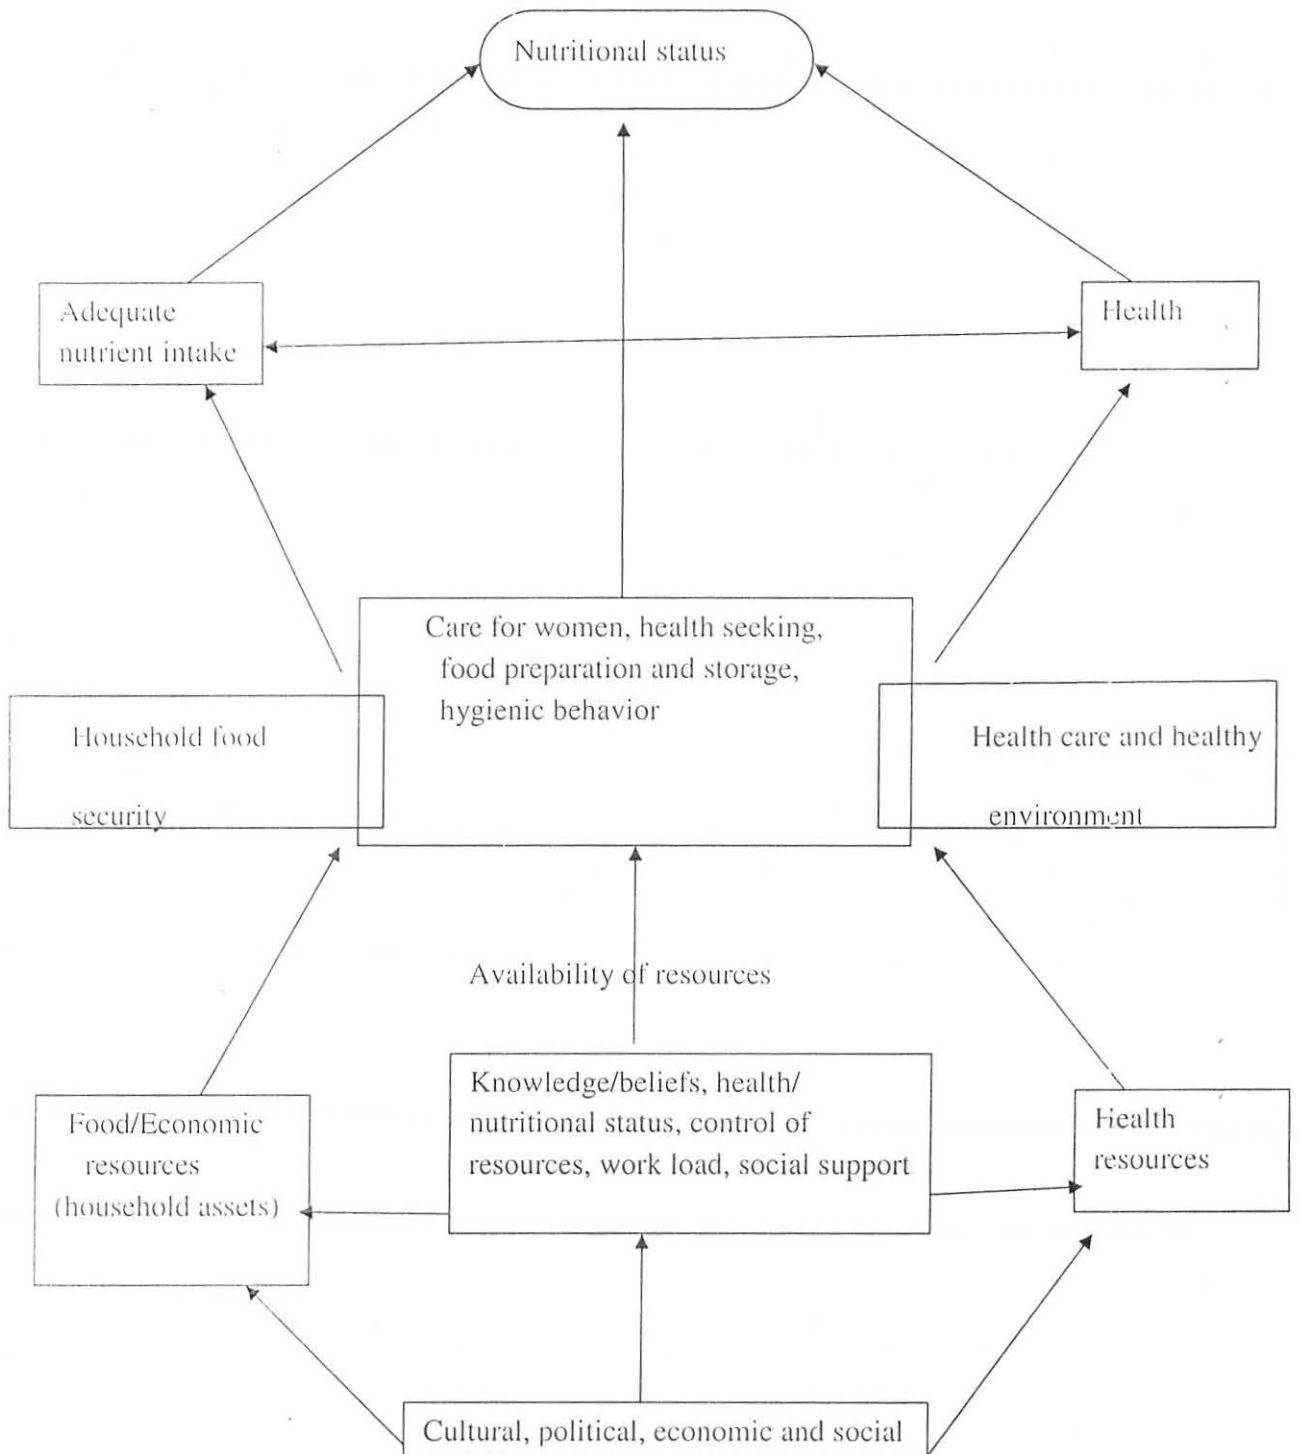 Nutritional status
Adequate
nutrient intake
Health
Care for women, health seeking,
food preparation and storage,
hygienic behavior
Household food
security
Health care and healthy
environment
Availability of resources
Knowledge/beliefs, health/
nutritional status, control of
resources, work load, social support
Food/Economic
resources
(household assets)
Health
resources
Cultural, political, economic and social